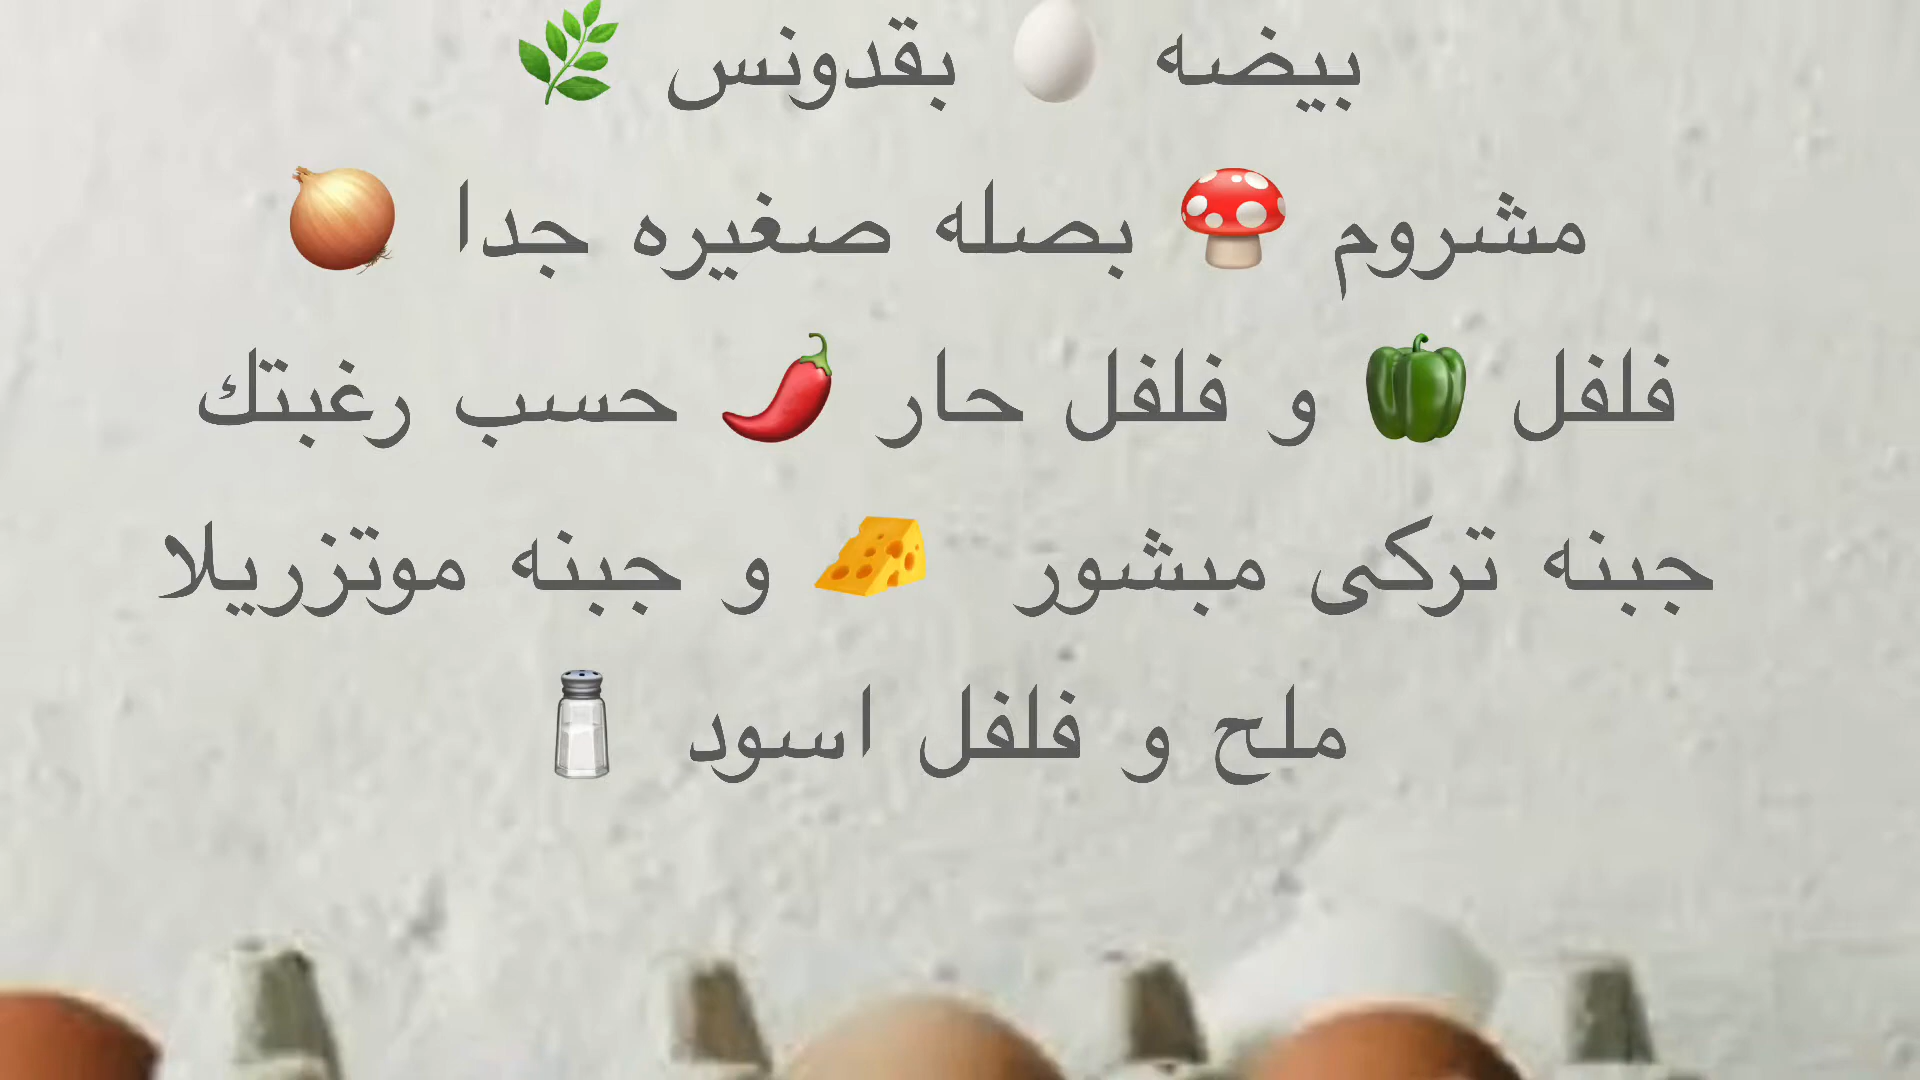 بيضه 🥚 بقدونس 🌿
مشروم 🍄 بصله صغيره جدا 🧅
فلفل 🫑 و فلفل حار 🌶️ حسب رغبتك
جبنه تركى مبشور 🧀 و جبنه موتزريلا
ملح و فلفل اسود 🧂